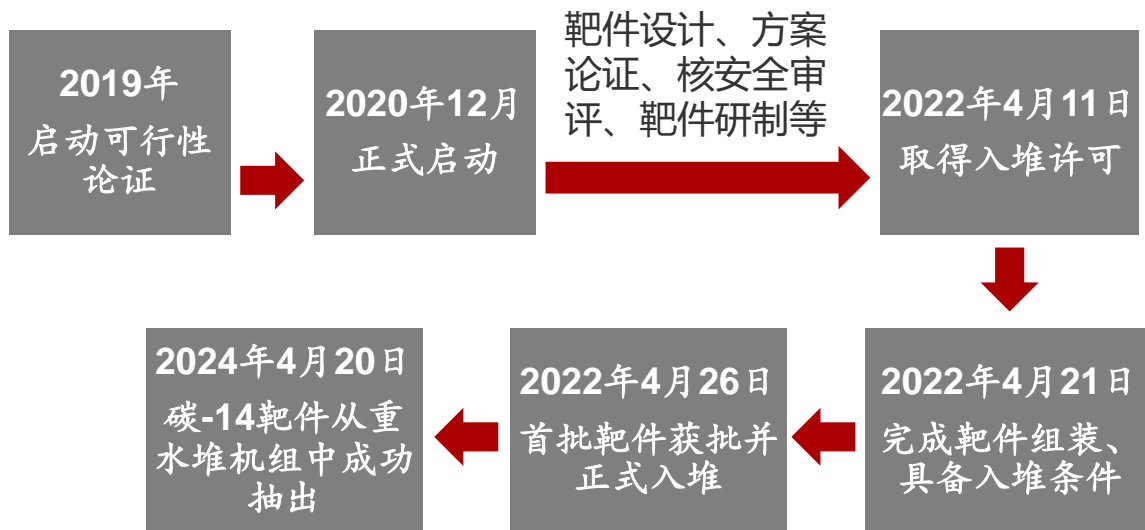 2019年
启动可行性
论证
2020年12月
正式启动
靶件设计、方案
论证、核安全审
评、靶件研制等
2022年4月11日
取得入堆许可
2022年4月21日
完成靶件组装、
具备入堆条件
2022年4月26日
首批靶件获批并
正式入堆
2024年4月20日
碳-14靶件从重
水堆机组中成功
抽出